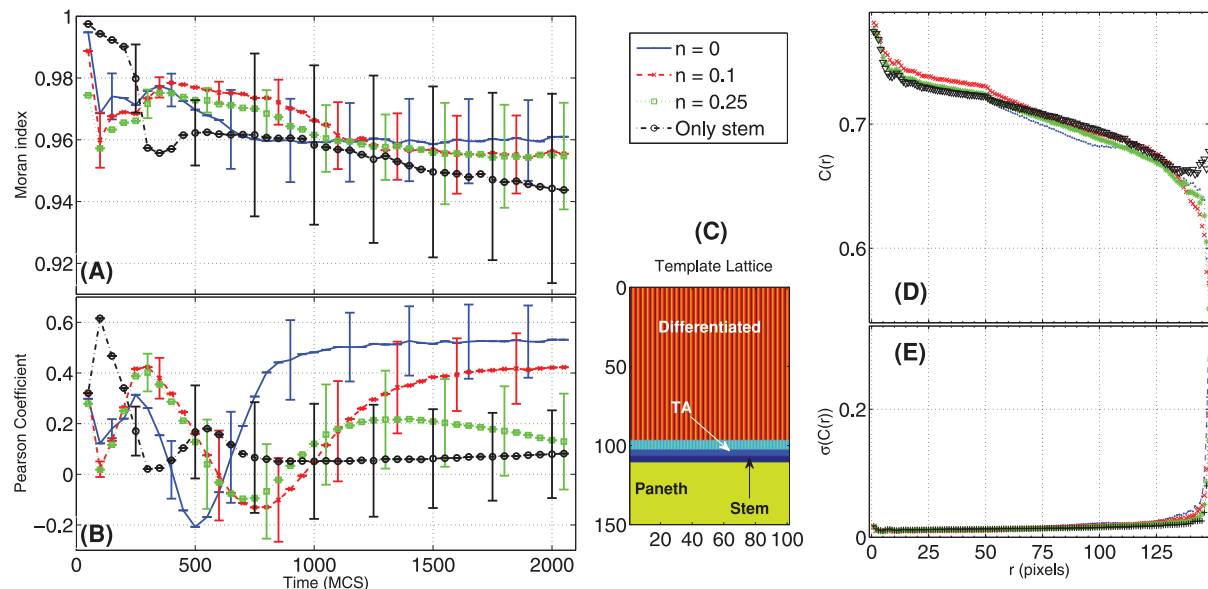 1
0.98
0.96
0.94
0.92
Moran index
(A)
0.6
0.4
0.2
0
−0.2
Pearson Coefficient
(B)
500
1000
1500
2000
Time (MCS)
n = 0
n = 0.1
n = 0.25
Only stem
(C)
Template Lattice
0
50
100
150
Differentiated
TA
Paneth
Stem
20 40 60 80 100
0.7
0.6
C(r)
(D)
(E)
0.2
0
σ(C(r))
0
25
50
75
100
125
r (pixels)